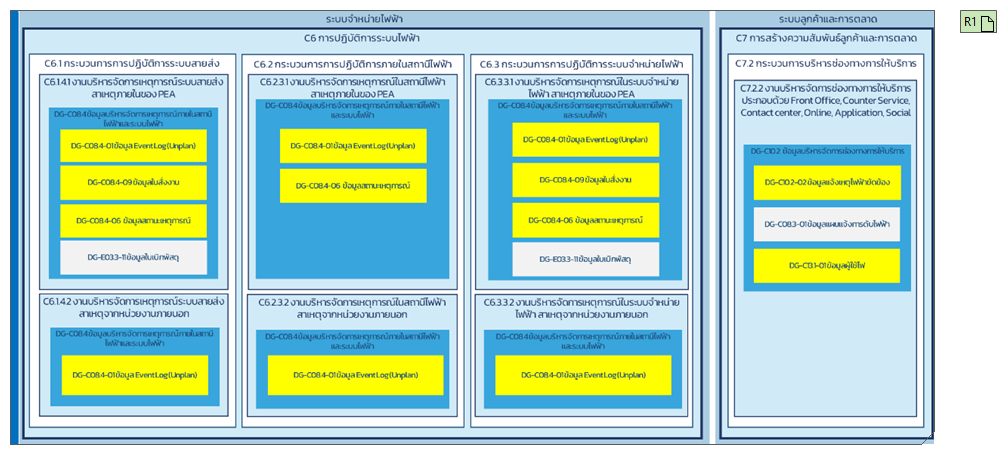 ระบบจำหน่ายไฟฟ้า
C6 การปฏิบัติการระบบไฟฟ้า
C6.1 กระบวนการการปฏิบัติการระบบสายส่ง
C6.1.4.1 งานบริหารจัดการเหตุการณ์ระบบสายส่ง
สาเหตุภายในของ PEA
DG-C08.4 ข้อมูลบริหารจัดการเหตุการณ์ภายในสถานี
ไฟฟ้าและระบบไฟฟ้า
DG-C08.4-01 ข้อมูล EventLog (Unplan)
DG-C08.4-09 ข้อมูลใบสั่งงาน
DG-C08.4-06 ข้อมูลสถานะเหตุการณ์
DG-E03.3-11 ข้อมูลใบเบิกพัสดุ
C6.1.4.2 งานบริหารจัดการเหตุการณ์ระบบสายส่ง
สาเหตุจากหน่วยงานภายนอก
DG-C08.4 ข้อมูลบริหารจัดการเหตุการณ์ภายในสถานี
ไฟฟ้าและระบบไฟฟ้า
DG-C08.4-01 ข้อมูล EventLog (Unplan)
C6.2 กระบวนการการปฏิบัติการภายในสถานีไฟฟ้า
C6.2.3.1 งานบริหารจัดการเหตุการณ์ในสถานีไฟฟ้า
สาเหตุภายในของ PEA
DG-C08.4 ข้อมูลบริหารจัดการเหตุการณ์ภายในสถานีไฟฟ้า
และระบบไฟฟ้า
DG-C08.4-01 ข้อมูล EventLog (Unplan)
DG-C08.4-06 ข้อมูลสถานะเหตุการณ์
C6.2.3.2 งานบริหารจัดการเหตุการณ์ในสถานีไฟฟ้า
สาเหตุจากหน่วยงานภายนอก
DG-C08.4 ข้อมูลบริหารจัดการเหตุการณ์ภายในสถานีไฟฟ้า
และระบบไฟฟ้า
DG-C08.4-01 ข้อมูล EventLog (Unplan)
C6.3 กระบวนการการปฏิบัติการระบบจำหน่ายไฟฟ้า
C6.3.3.1 งานบริหารจัดการเหตุการณ์ในระบบจำหน่าย
ไฟฟ้า สาเหตุภายในของ PEA
DG-C08.4 ข้อมูลบริหารจัดการเหตุการณ์ภายในสถานีไฟฟ้า
และระบบไฟฟ้า
DG-C08.4-01 ข้อมูล EventLog (Unplan)
DG-C08.4-09 ข้อมูลใบสั่งงาน
DG-C08.4-06 ข้อมูลสถานะเหตุการณ์
DG-E03.3-11 ข้อมูลใบเบิกพัสดุ
C6.3.3.2 งานบริหารจัดการเหตุการณ์ในระบบจำหน่าย
ไฟฟ้า สาเหตุจากหน่วยงานภายนอก
DG-C08.4 ข้อมูลบริหารจัดการเหตุการณ์ภายในสถานีไฟฟ้า
และระบบไฟฟ้า
DG-C08.4-01 ข้อมูล EventLog (Unplan)
ระบบลูกค้าและการตลาด
C7 การสร้างความสัมพันธ์ลูกค้าและการตลาด
C7.2 กระบวนการบริหารช่องทางการให้บริการ
C7.2.2 งานบริหารจัดการช่องทางการให้บริการ
ประกอบด้วย Front Office, Counter Service,
Contact center, Online, Application, Social
DG-C10.2 ข้อมูลบริหารจัดการช่องทางการให้บริการ
DG-C10.2-02 ข้อมูลแจ้งเหตุไฟฟ้าขัดข้อง
DG-C08.3-01 ข้อมูลแผนแจ้งการดับไฟฟ้า
DG-C13.1-01 ข้อมูลผู้ใช้ไฟ
R1